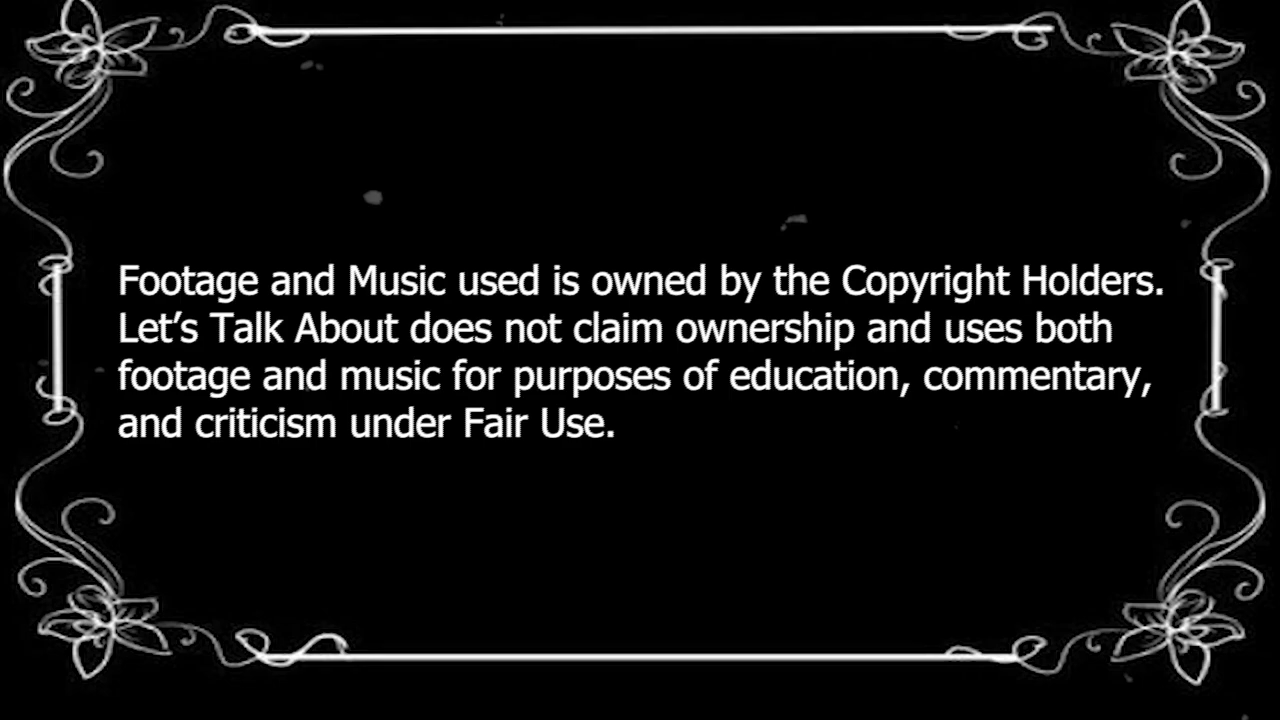 Footage and Music used is owned by the Copyright Holders.
Let’s Talk About does not claim ownership and uses both
footage and music for purposes of education, commentary,
and criticism under Fair Use.